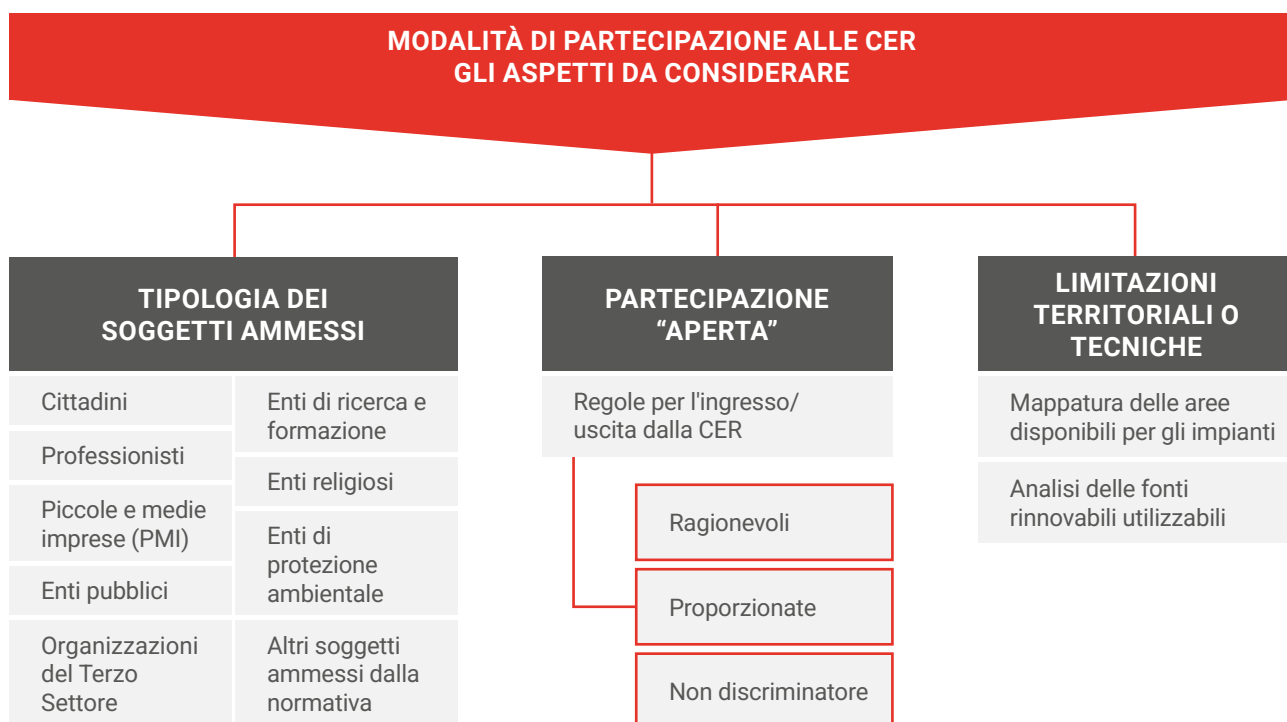 MODALITÀ DI PARTECIPAZIONE ALLE CER
GLI ASPETTI DA CONSIDERARE
TIPOLOGIA DEI
SOGGETTI AMMESSI
Cittadini
Professionisti
Piccole e medie
imprese (PMI)
Enti pubblici
Organizzazioni
del Terzo
Settore
Enti di ricerca e
formazione
Enti religiosi
Enti di
protezione
ambientale
Altri soggetti
ammessi dalla
normativa
PARTECIPAZIONE
“APERTA”
Regole per l'ingresso/
uscita dalla CER
Ragionevoli
Proporzionate
Non discriminatore
LIMITAZIONI
TERRITORIALI O
TECNICHE
Mappatura delle aree
disponibili per gli impianti
Analisi delle fonti
rinnovabili utilizzabili